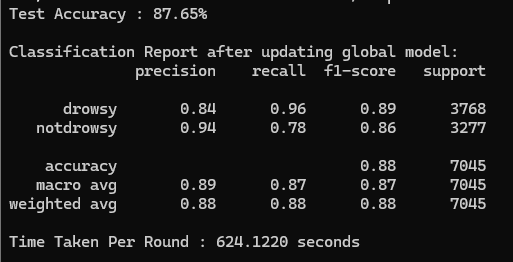 Test Accuracy : 87.65%
Classification Report after updating global model:
precision recall f1-score support
drowsy 0.84 0.96 0.89 3768
notdrowsy 0.94 0.78 0.86 3277
accuracy 0.88 7045
macro avg 0.89 0.87 0.87 7045
weighted avg 0.88 0.88 0.88 7045
Time Taken Per Round : 624.1220 seconds